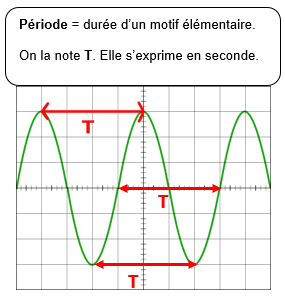 Période = durée d'un motif élémentaire.
On la note T. Elle s'exprime en seconde.
T
T
T